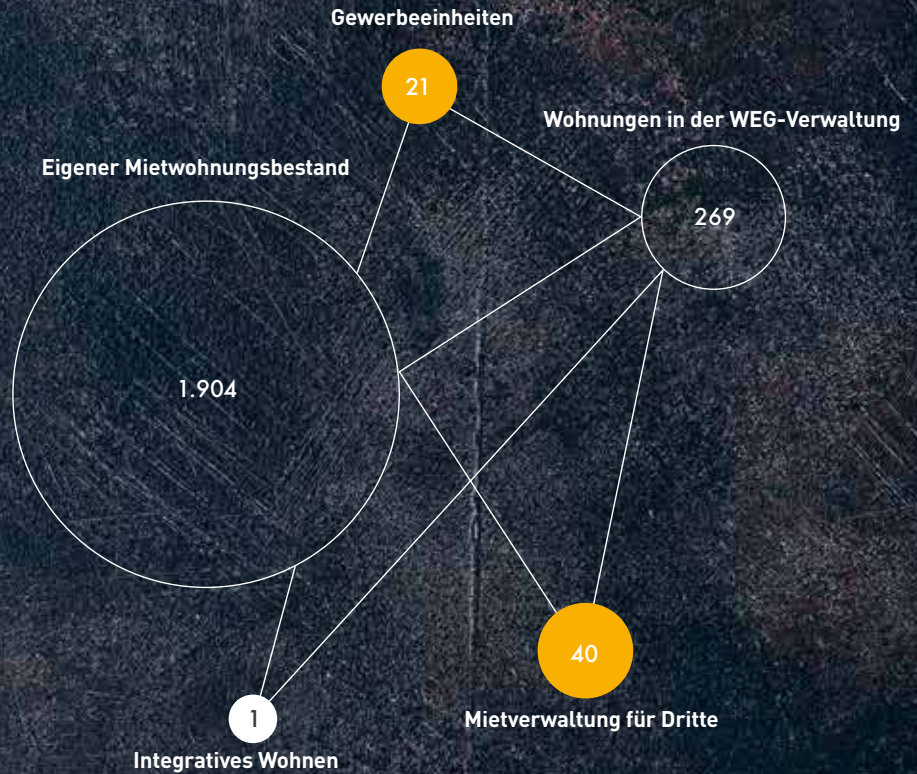 Gewerbeeinheiten
21
Wohnungen in der WEG-Verwaltung
269
Eigener Mietwohnungsbestand
1.904
40
Mietverwaltung für Dritte
1
Integratives Wohnen